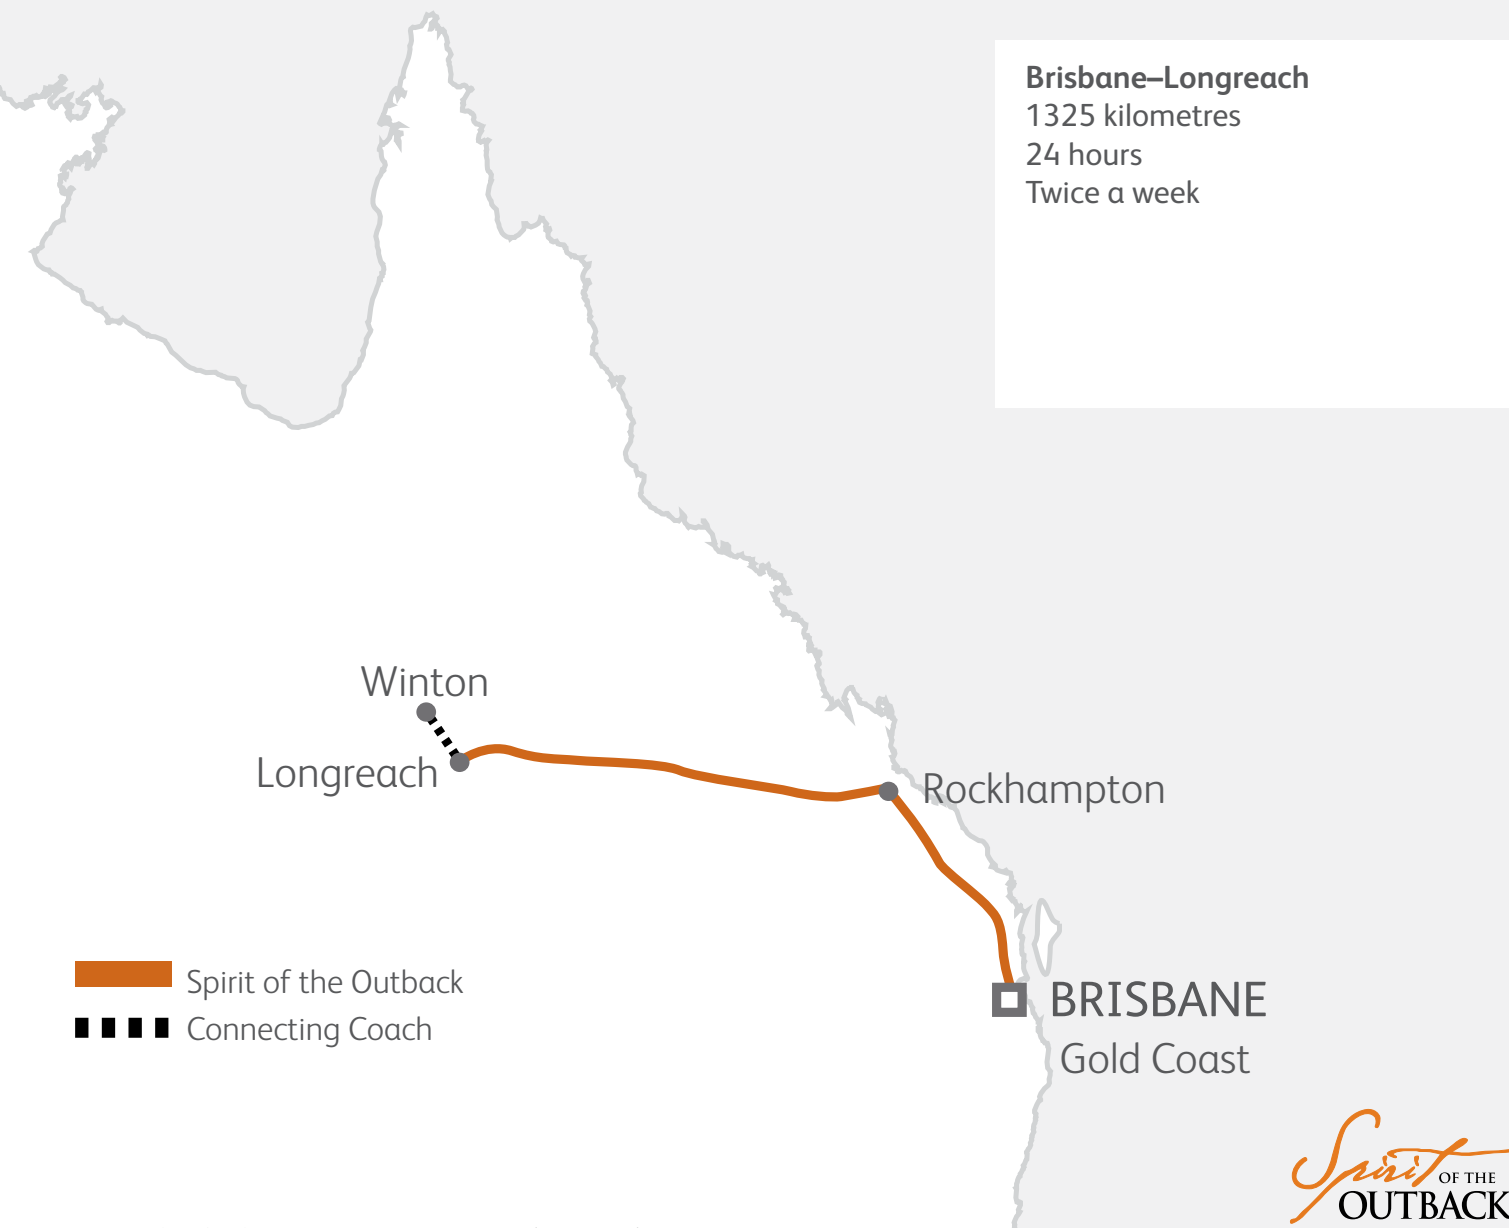 Brisbane–Longreach
1325 kilometres
24 hours
Twice a week
Winton
Longreach
Rockhampton
Spirit of the Outback
Connecting Coach
BRISBANE
Gold Coast
Spirit OF THE
OUTBACK